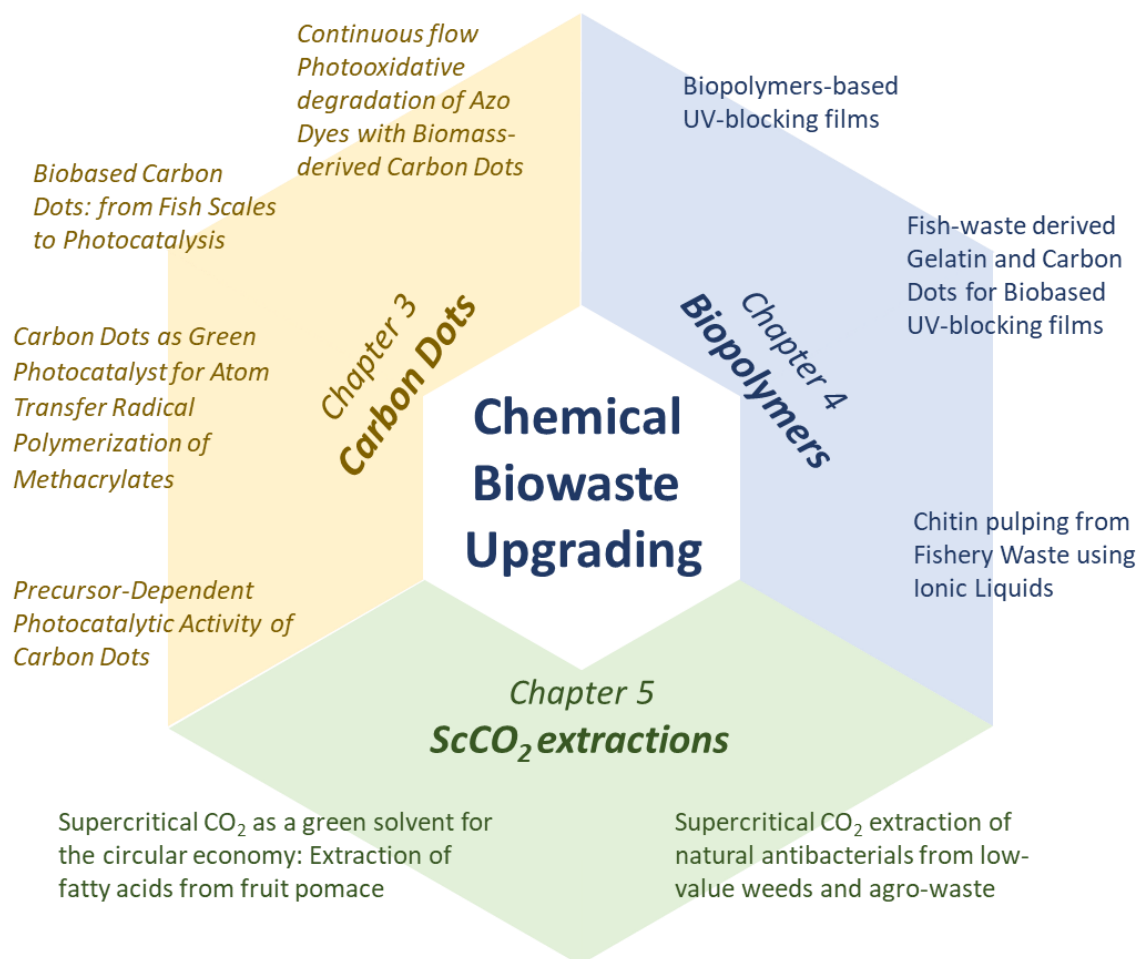 Continuous flow
Photooxidative
degradation of Azo
Dyes with Biomass-
derived Carbon Dots
Biobased Carbon
Dots: from Fish Scales
to Photocatalysis
Carbon Dots as Green
Photocatalyst for Atom
Transfer Radical
Polymerization of
Methacrylates
Precursor-Dependent
Photocatalytic Activity of
Carbon Dots
Chapter 3
Carbon Dots
Biopolymers-based
UV-blocking films
Fish-waste derived
Gelatin and Carbon
Dots for Biobased
UV-blocking films
Chitin pulping from
Fishery Waste using
Ionic Liquids
Chapter 4
Biopolymers
Chemical
Biowaste
Upgrading
Chapter 5
ScCO₂ extractions
Supercritical CO₂ as a green solvent for
the circular economy: Extraction of
fatty acids from fruit pomace
Supercritical CO₂ extraction of
natural antibacterials from low-
value weeds and agro-waste